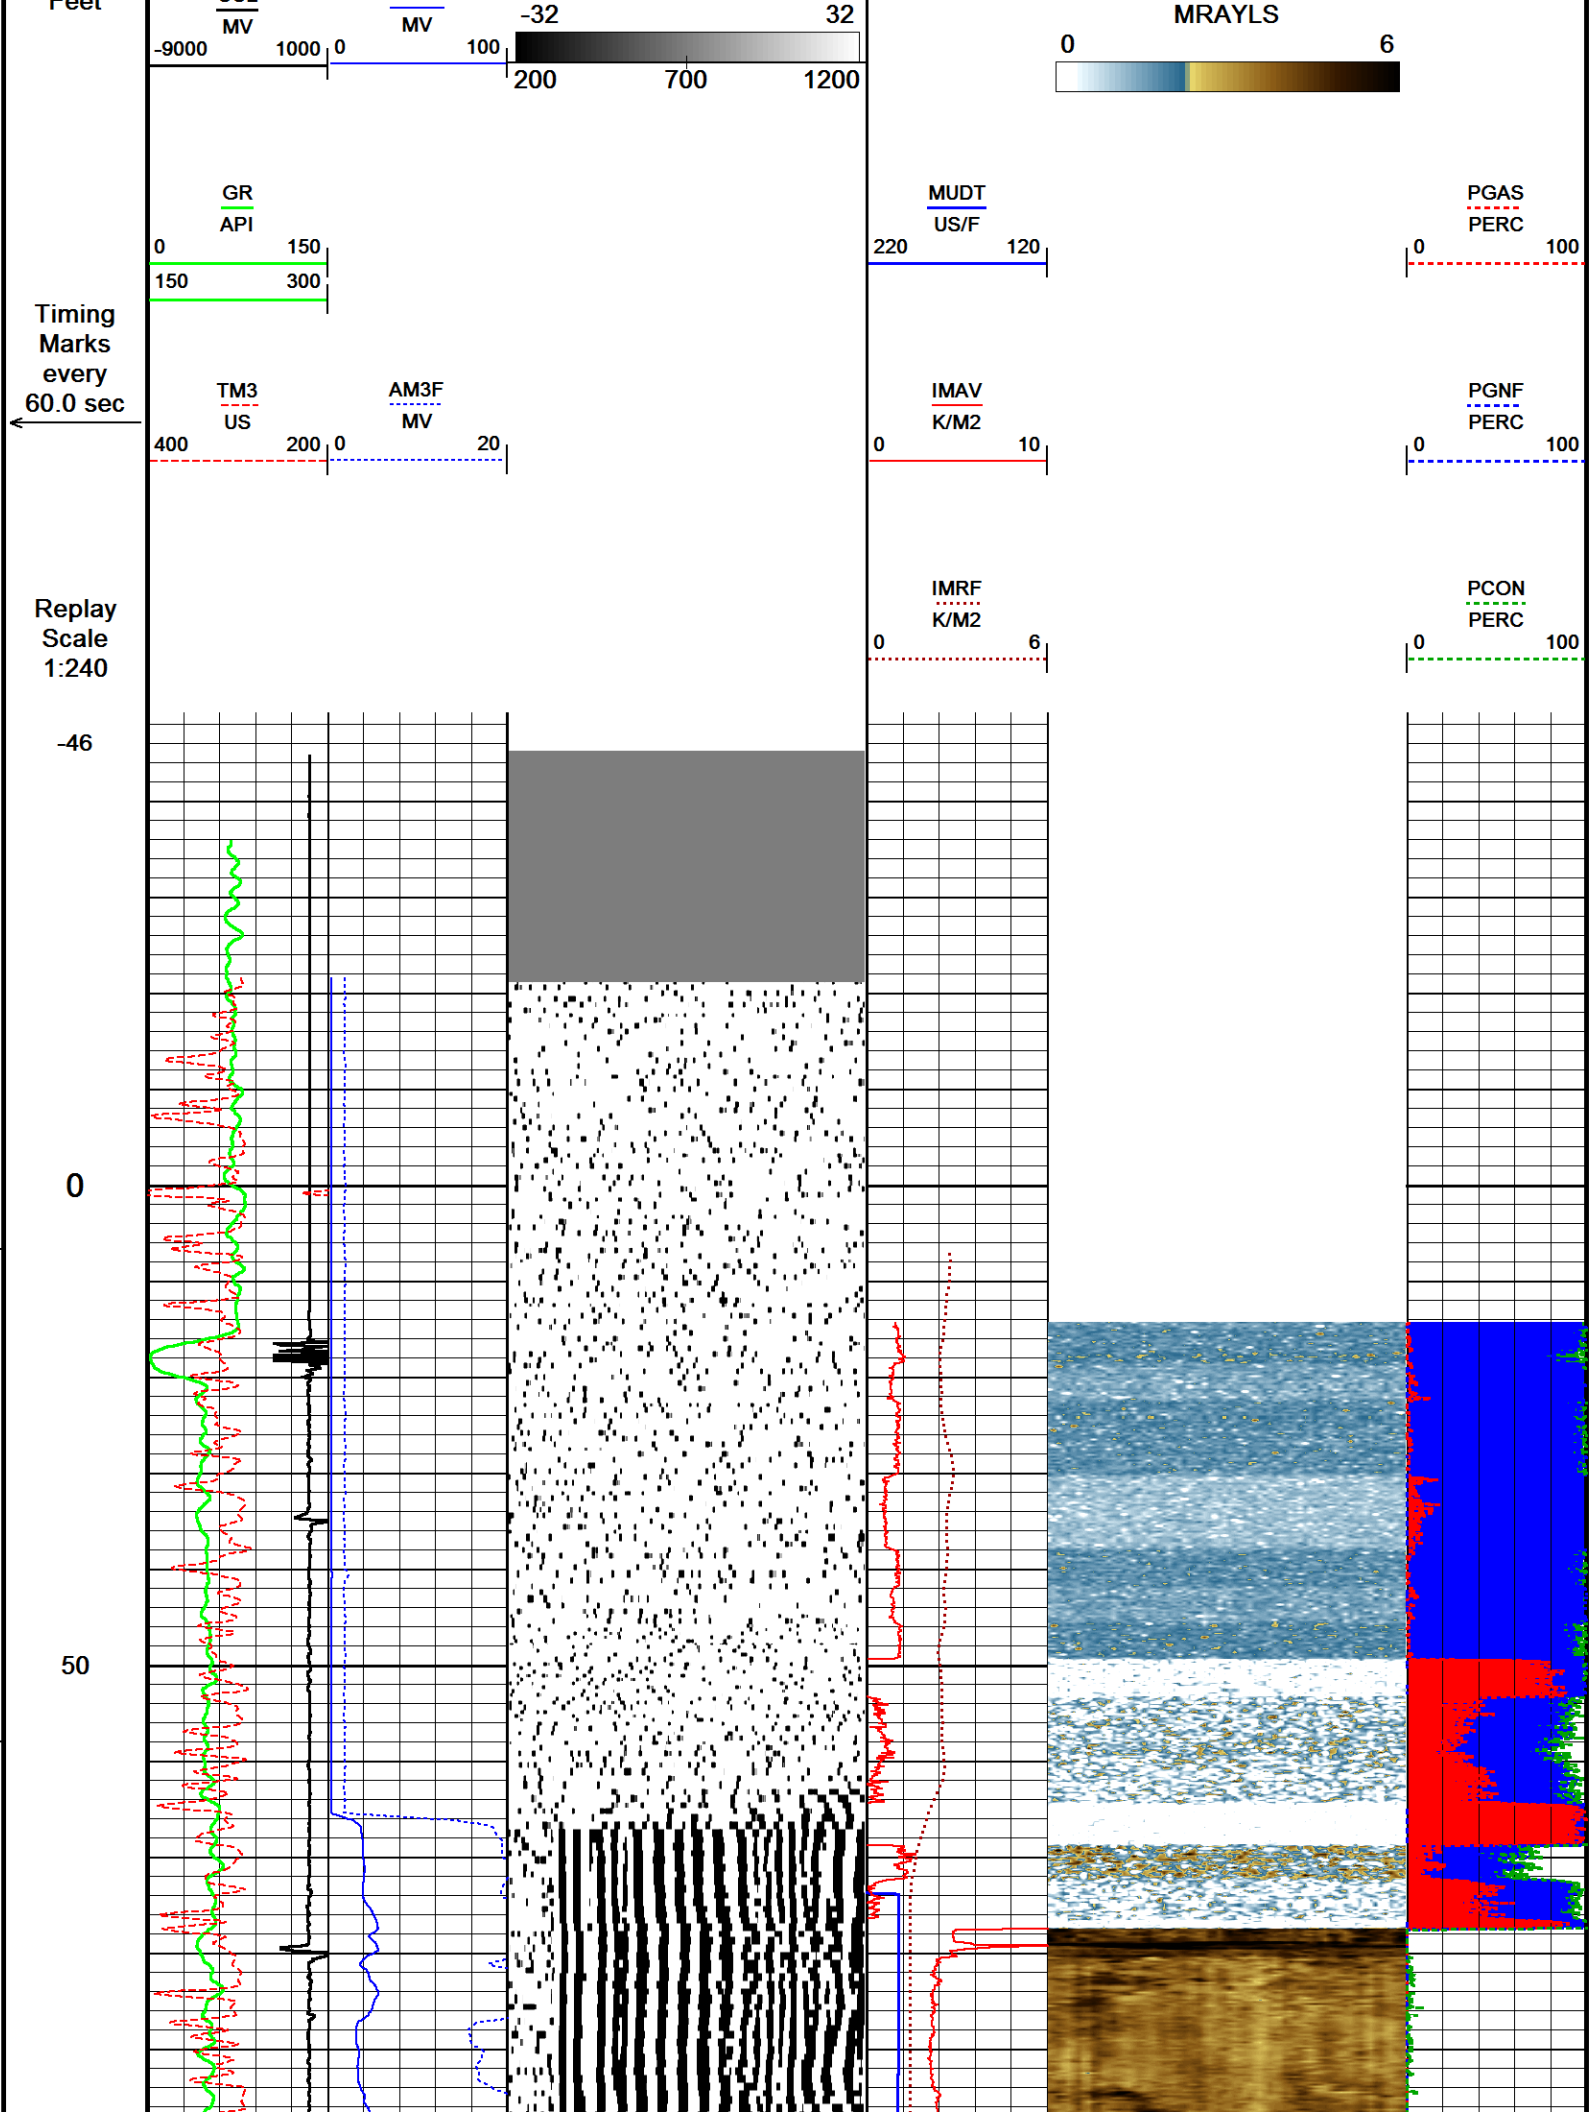 MV
-9000 1000
MV
0 100
-32 32
200 700 1200
MRAYLS
0 6
GR
API
0 150
150 300
MUDT
US/F
220 120
PGAS
PERC
0 100
Timing
Marks
every
60.0 sec
TM3
US
400 200
AM3F
MV
0 20
IMAV
K/M2
0 10
PGNF
PERC
0 100
Replay
Scale
1:240
IMRF
K/M2
0 6
PCON
PERC
0 100
-46
0
50